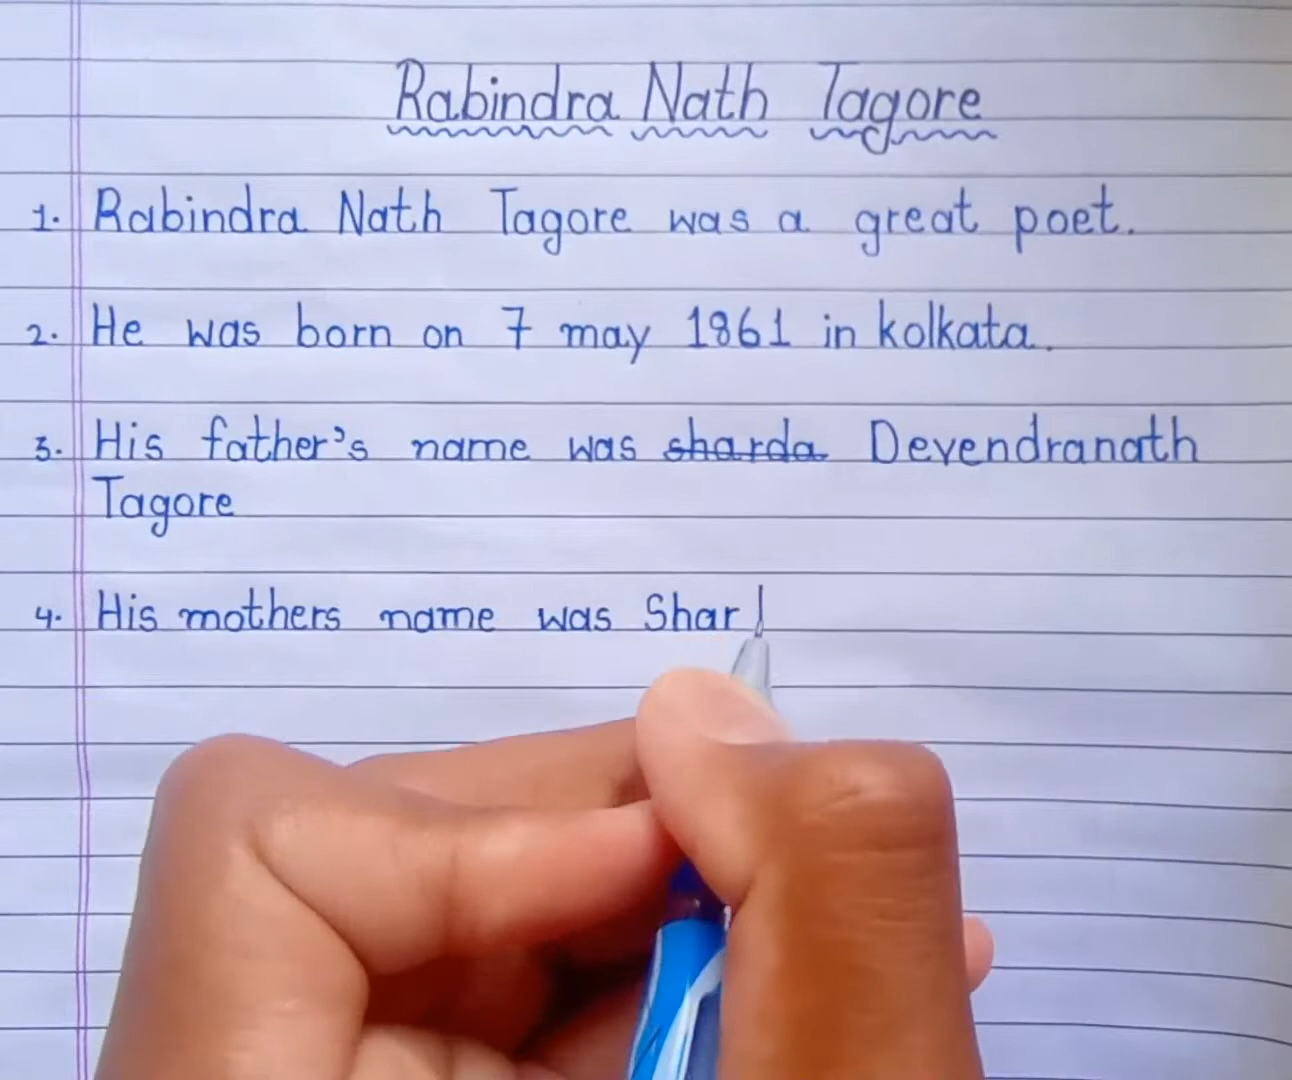 Rabindra Nath Tagore
1. Rabindra Nath Tagore was a great poet.
2. He was born on 7 may 1861 in kolkata.
3. His father's name was sharda Devendranath
Tagore
4. His mothers name was Shar